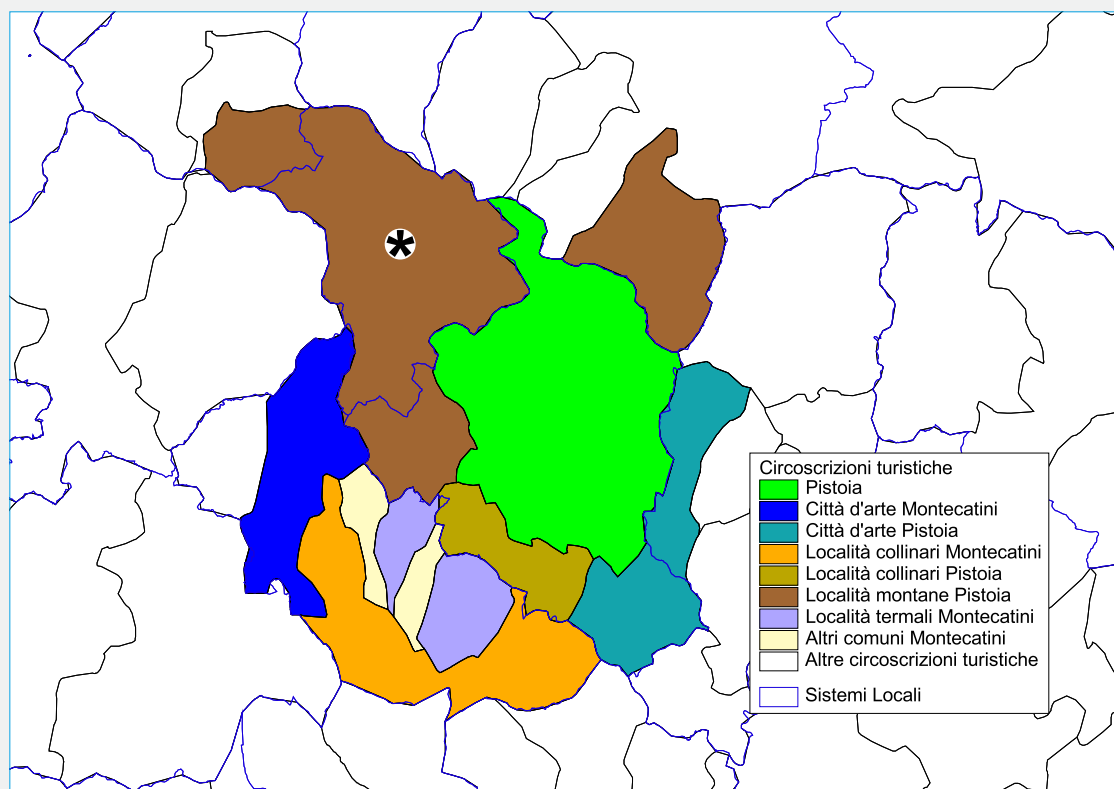 Circoscrizioni turistiche
Pistoia
Città d'arte Montecatini
Città d'arte Pistoia
Località collinari Montecatini
Località collinari Pistoia
Località montane Pistoia
Località termali Montecatini
Altri comuni Montecatini
Altre circoscrizioni turistiche
Sistemi Locali